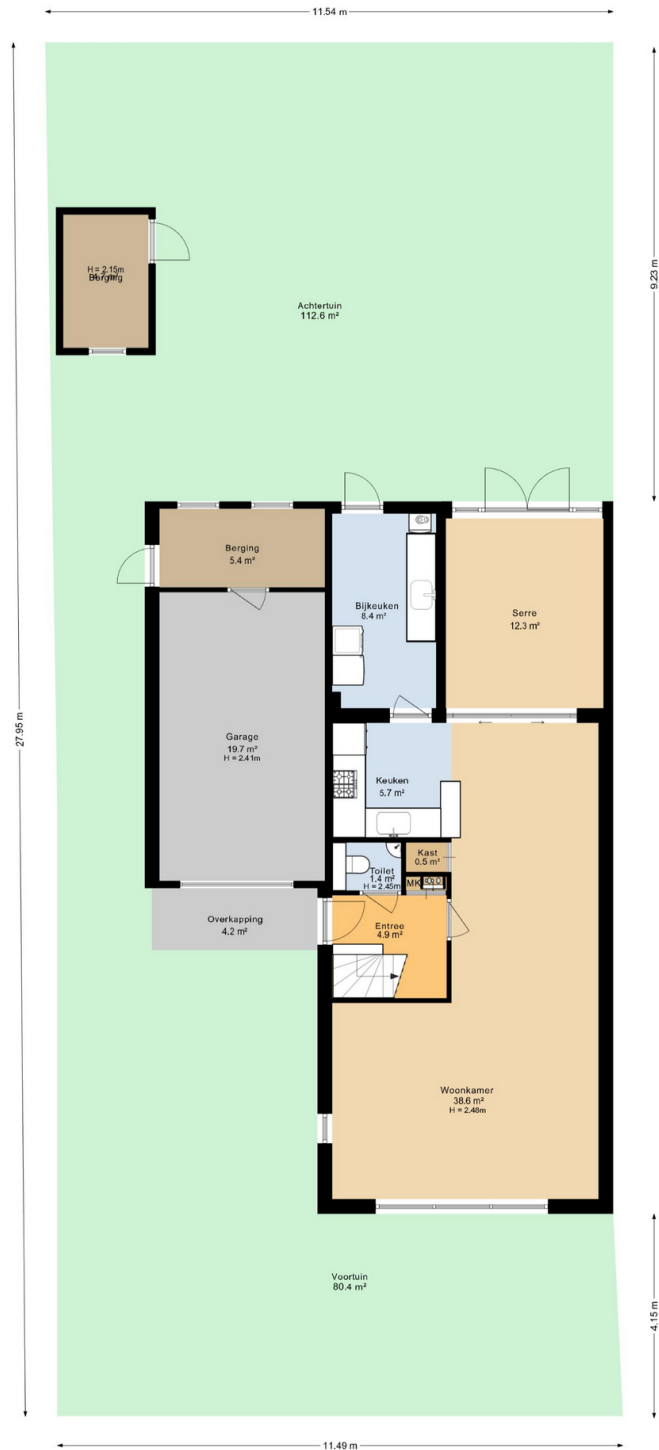 11.54 m
27.95 m
9.23 m
H = 2.15m
Berging
Achtertuin
112.6 m²
Berging
5.4 m²
Bijkeuken
8.4 m²
Serre
12.3 m²
Garage
19.7 m²
H = 2.41m
Keuken
5.7 m²
Kast
0.5 m²
Toilet
1.4 m²
H = 2.45m
MK
Overkapping
4.2 m²
Entree
4.9 m²
Woonkamer
38.6 m²
H = 2.48m
Voortuin
80.4 m²
4.15 m
11.49 m